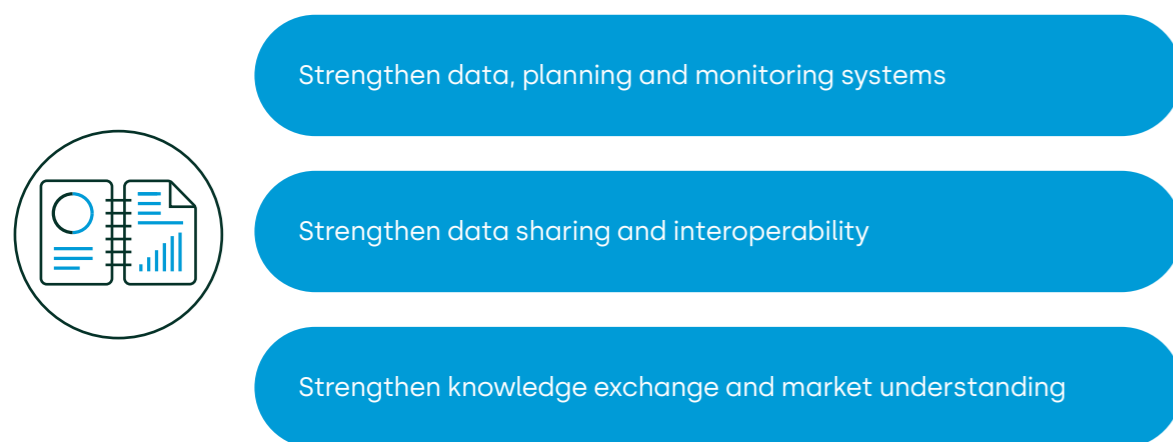 Strengthen data, planning and monitoring systems
Strengthen data sharing and interoperability
Strengthen knowledge exchange and market understanding